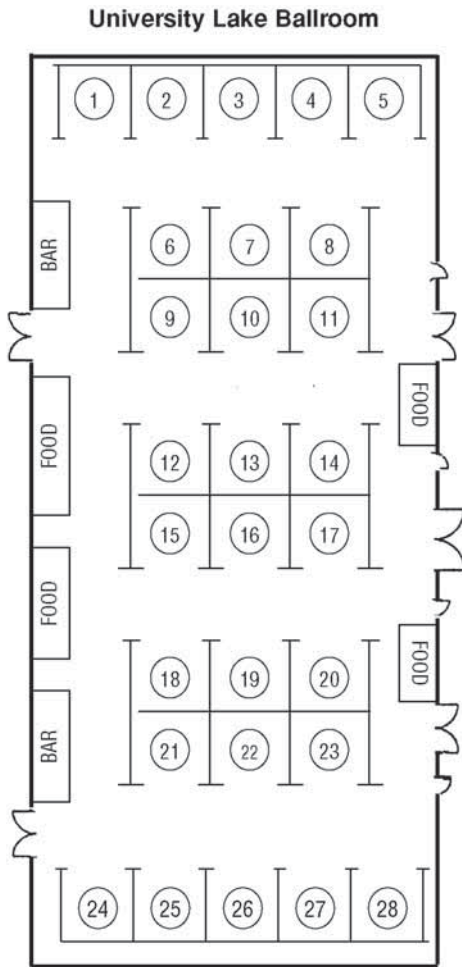 University Lake Ballroom
1 2 3 4 5
BAR
6 7 8
9 10 11
FOOD
FOOD
12 13 14
15 16 17
FOOD
FOOD
18 19 20
BAR
21 22 23
24 25 26 27 28